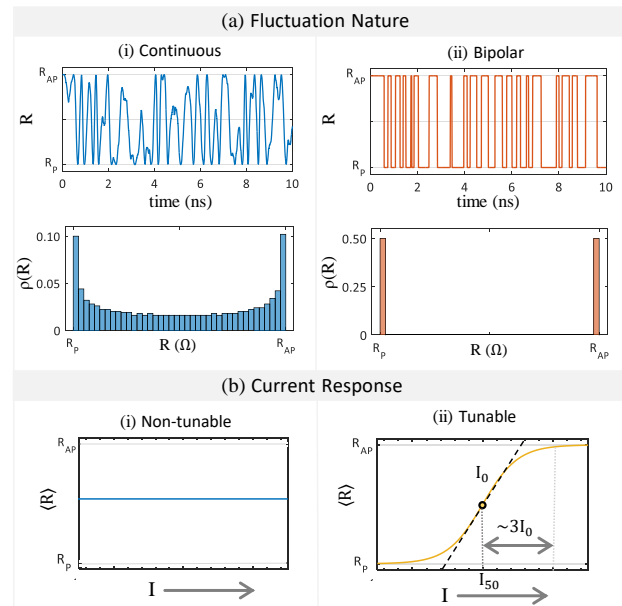 (a) Fluctuation Nature
(i) Continuous
R_AP
R
R_P
0 2 4 6 8 10
time (ns)
(ii) Bipolar
R_AP
R
R_P
0 2 4 6 8 10
time (ns)
0.10
0.05
0
ρ(R)
R_P R (Ω) R_AP
0.50
0.25
0
ρ(R)
R_P R (Ω) R_AP
(b) Current Response
(i) Non-tunable
R_AP
⟨R⟩
R_P
I
(ii) Tunable
R_AP
⟨R⟩
R_P
I_0
~3I_0
I_50
I